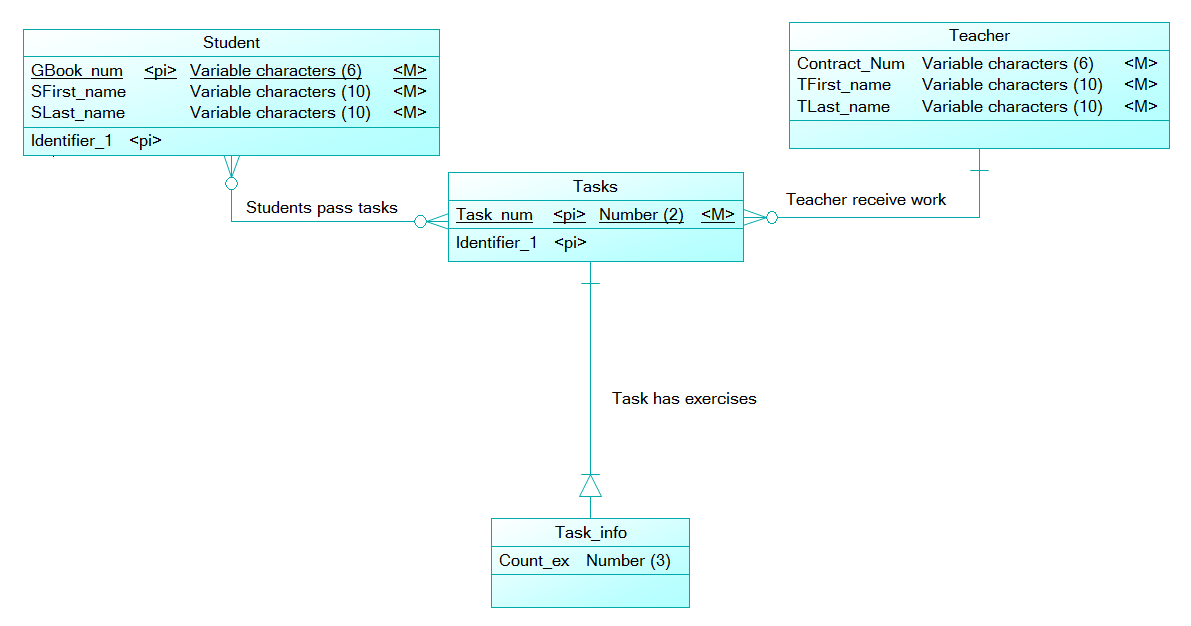 Student
GBook_num <pi> Variable characters (6) <M>
SFirst_name Variable characters (10) <M>
SLast_name Variable characters (10) <M>
Identifier_1 <pi>
Teacher
Contract_Num Variable characters (6) <M>
TFirst_name Variable characters (10) <M>
TLast_name Variable characters (10) <M>
Students pass tasks
Tasks
Task_num <pi> Number (2) <M>
Identifier_1 <pi>
Teacher receive work
Task has exercises
Task_info
Count_ex Number (3)